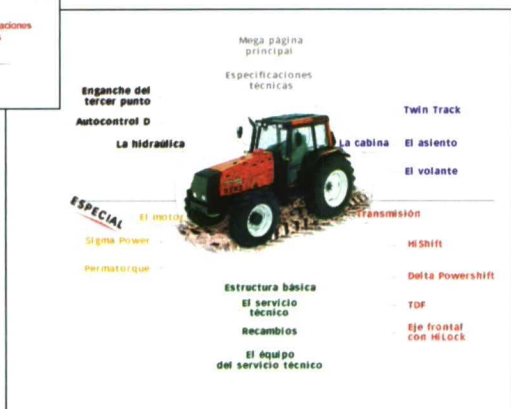 aciones
Mega página
principal
Especificaciones
técnicas
Enganche del
tercer punto
Autocontrol D
La hidraúlica
Twin Track
La cabina
El asiento
El volante
ESPECIAL
El motor
Sigma Power
Permatorque
Transmisión
HiShift
Delta Powershift
TDF
Eje frontal
con HiLock
Estructura básica
El servicio
técnico
Recambios
El équipo
del servicio técnico